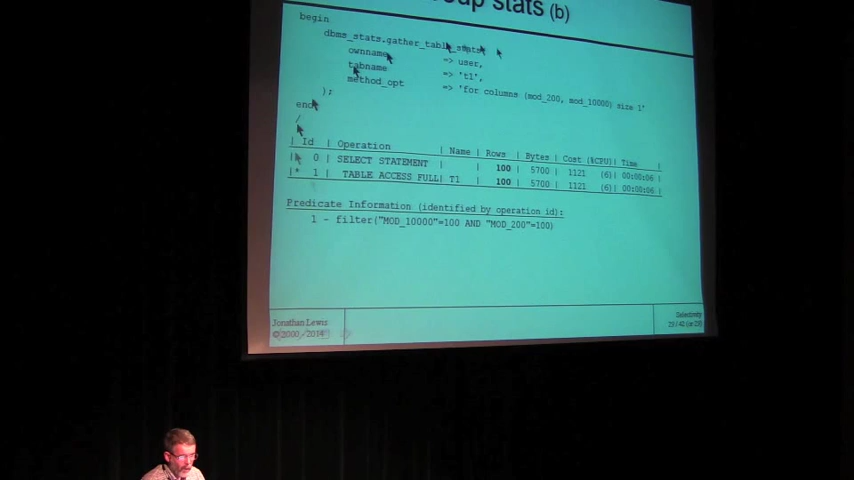 stats (b)
begin
dbms_stats.gather_table_stats(
ownname => user,
tabname => 't1',
method_opt => 'for columns (mod_200, mod_10000) size 1'
);
end;
/
| Id | Operation | Name | Rows | Bytes | Cost (%CPU)| Time |
| 0 | SELECT STATEMENT | | 100 | 5700 | 1121 (6)| 00:00:06 |
|* 1 | TABLE ACCESS FULL| T1 | 100 | 5700 | 1121 (6)| 00:00:06 |
Predicate Information (identified by operation id):
1 - filter("MOD_10000"=100 AND "MOD_200"=100)
Jonathan Lewis
© 2000 / 2014
Selectivity